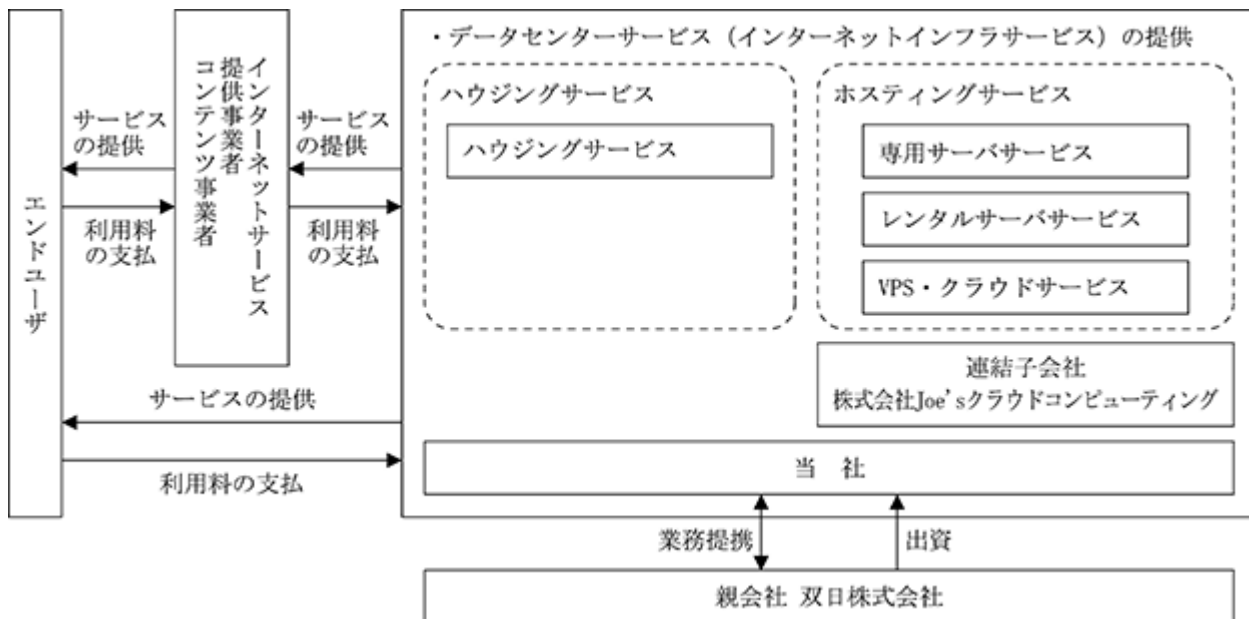 ・データセンターサービス（インターネットインフラサービス）の提供
ハウジングサービス
ハウジングサービス
ホスティングサービス
専用サーバサービス
レンタルサーバサービス
VPS・クラウドサービス
連結子会社
株式会社Joe'sクラウドコンピューティング
当　社
業務提携
出資
親会社 双日株式会社
インターネットサービス
提供事業者
コンテンツ事業者
サービス
の提供
サービス
の提供
利用料
の支払
利用料
の支払
エンドユーザ
サービスの提供
利用料の支払